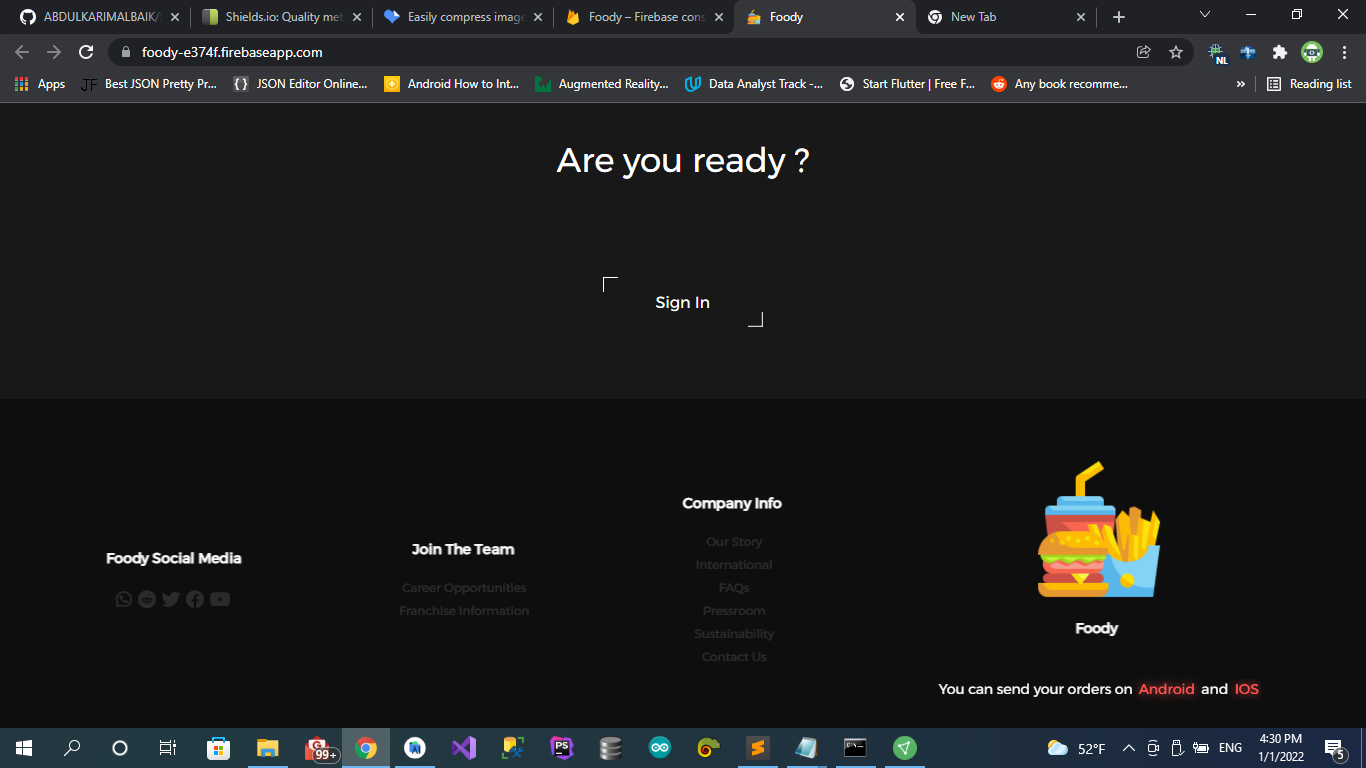 ABDULKARIMALBAIK/
Shields.io: Quality met
Easily compress image
Foody – Firebase cons
Foody
New Tab
foody-e374f.firebaseapp.com
NL
Apps
JF Best JSON Pretty Pr...
{} JSON Editor Online...
Android How to Int...
Augmented Reality...
Data Analyst Track -...
Start Flutter | Free F...
Any book recomme...
»
Reading list
Are you ready ?
Sign In
Foody Social Media
Join The Team
Career Opportunities
Franchise Information
Company Info
Our Story
International
FAQs
Pressroom
Sustainability
Contact Us
Foody
You can send your orders on Android and IOS
99+
PS
52°F
ENG
4:30 PM
1/1/2022
5